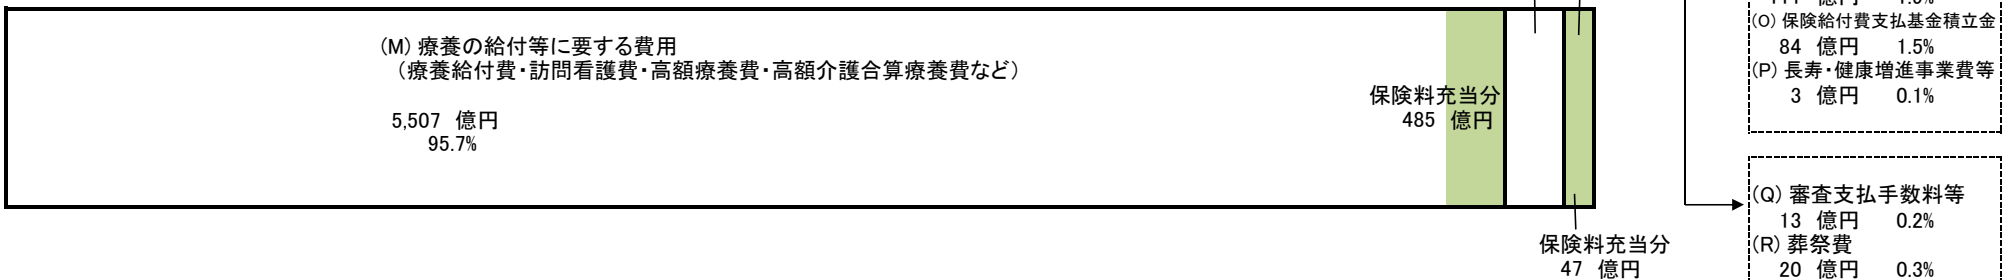 (M) 療養の給付等に要する費用
（療養給付費・訪問看護費・高額療養費・高額介護合算療養費など）
5,507 億円
95.7%
保険料充当分
485 億円
保険料充当分
47 億円
(O) 保険給付費支払基金積立金
84 億円 1.5%
(P) 長寿・健康増進事業費等
3 億円 0.1%
(Q) 審査支払手数料等
13 億円 0.2%
(R) 葬祭費
20 億円 0.3%